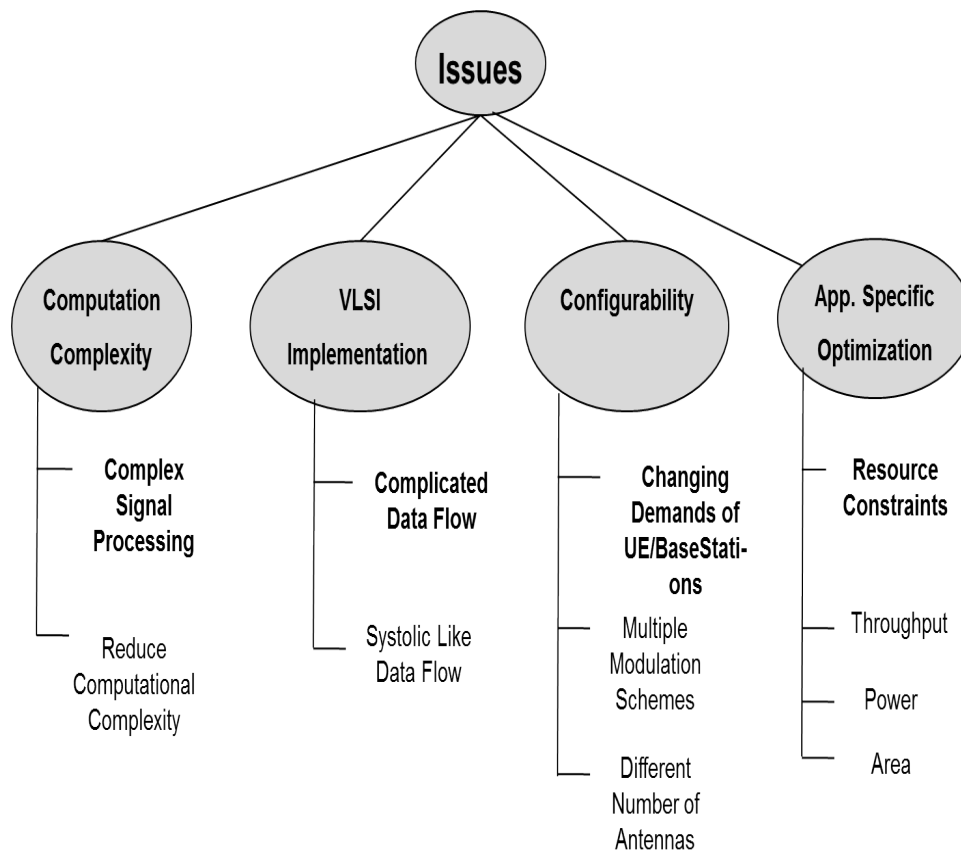 Issues
Computation
Complexity
VLSI
Implementation
Configurability
App. Specific
Optimization
Complex
Signal
Processing
Reduce
Computational
Complexity
Complicated
Data Flow
Systolic Like
Data Flow
Changing
Demands of
UE/BaseStati-
ons
Multiple
Modulation
Schemes
Different
Number of
Antennas
Resource
Constraints
Throughput
Power
Area